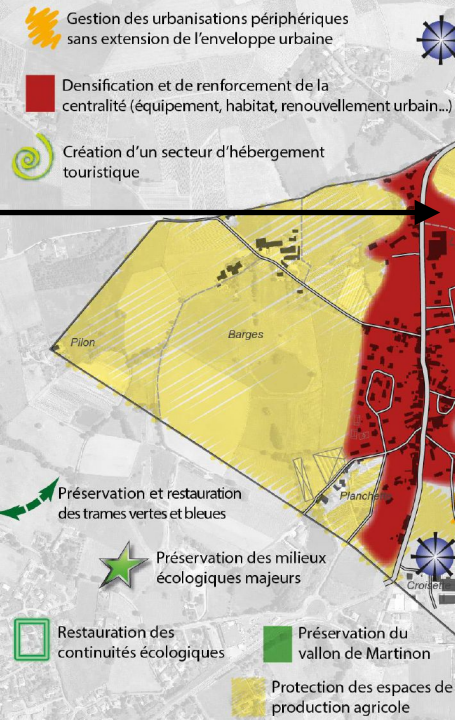 Gestion des urbanisations périphériques
sans extension de l'enveloppe urbaine
Densification et de renforcement de la
centralité (équipement, habitat, renouvellement urbain...)
Création d'un secteur d'hébergement
touristique
Barges
Pilon
Préservation et restauration
des trames vertes et bleues
Préservation des milieux
écologiques majeurs
Restauration des
continuités écologiques
Préservation du
vallon de Martinon
Protection des espaces de
production agricole